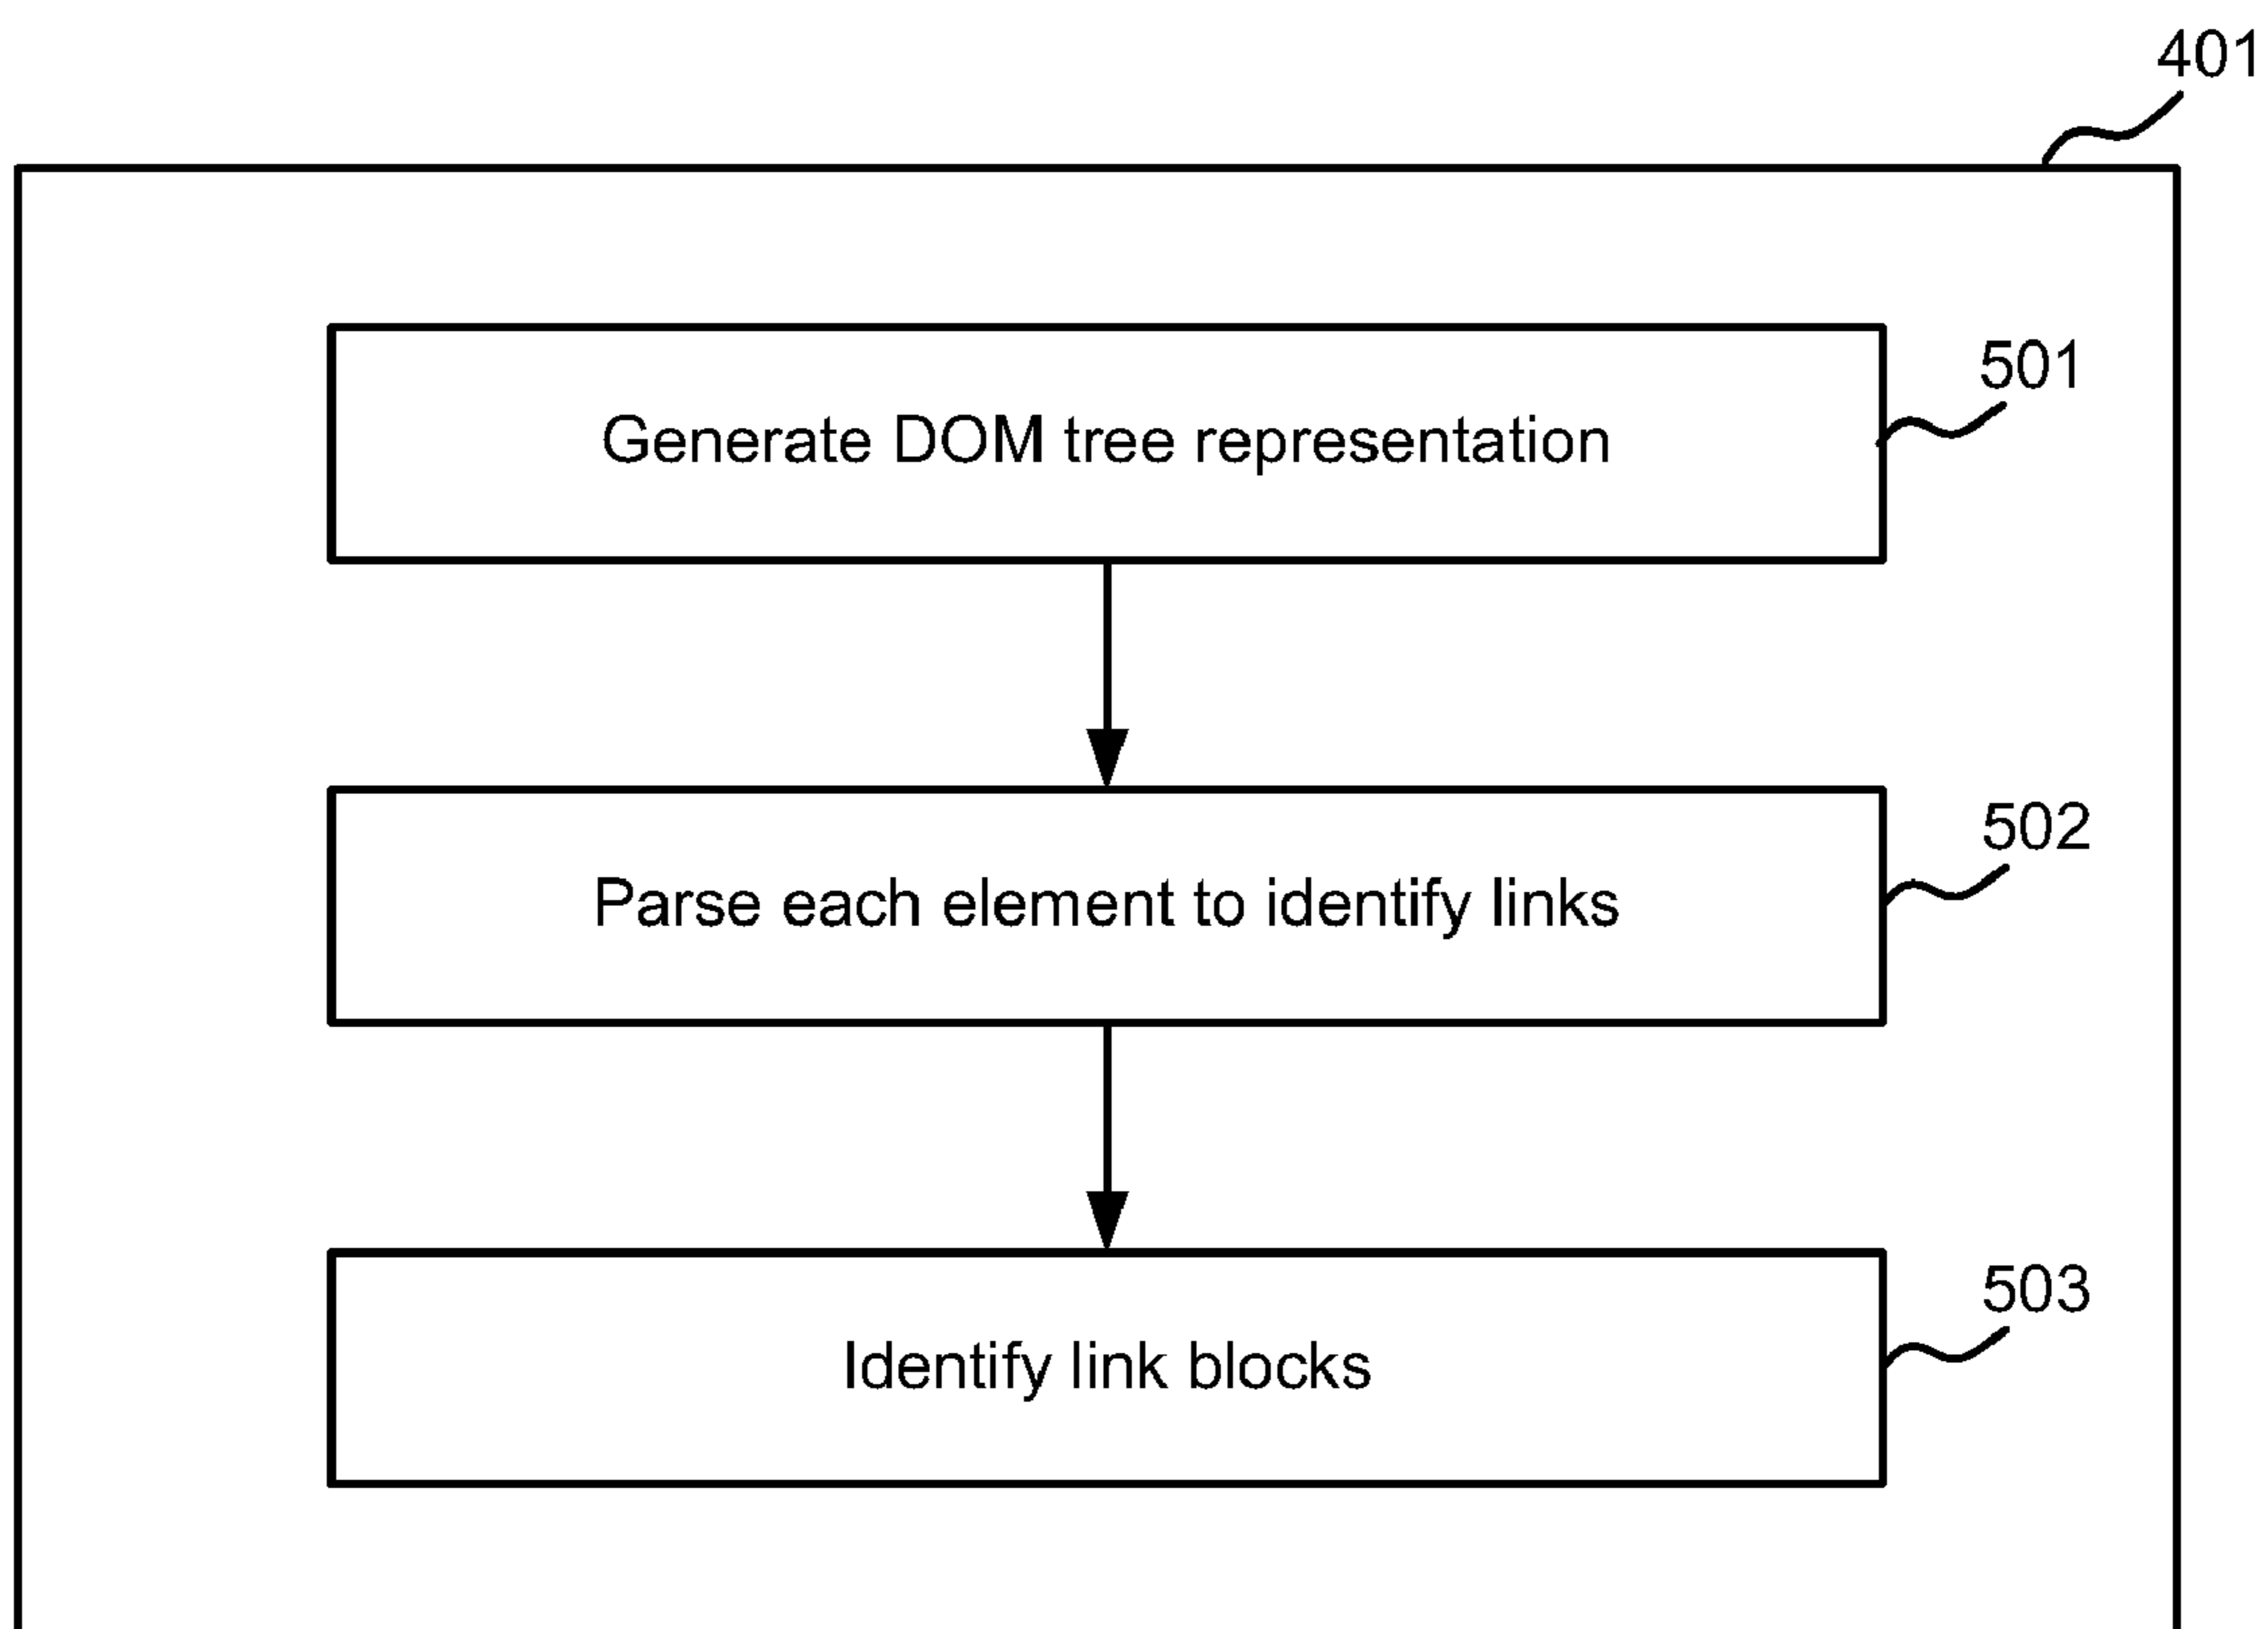 401
Generate DOM tree representation
501
Parse each element to identify links
502
Identify link blocks
503